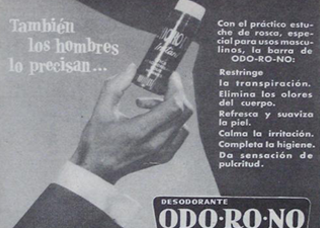 También
los hombres
lo precisan...
Con el práctico estu-
che de rosca, espe-
cial para usos mascu-
linos, la barra de
ODO-RO-NO:
Restringe
la transpiración.
Elimina los olores
del cuerpo.
Refresca y suaviza
la piel.
Calma la irritación.
Completa la higiene.
Da sensación de
pulcritud.
DESODORANTE
ODO·RO·NO